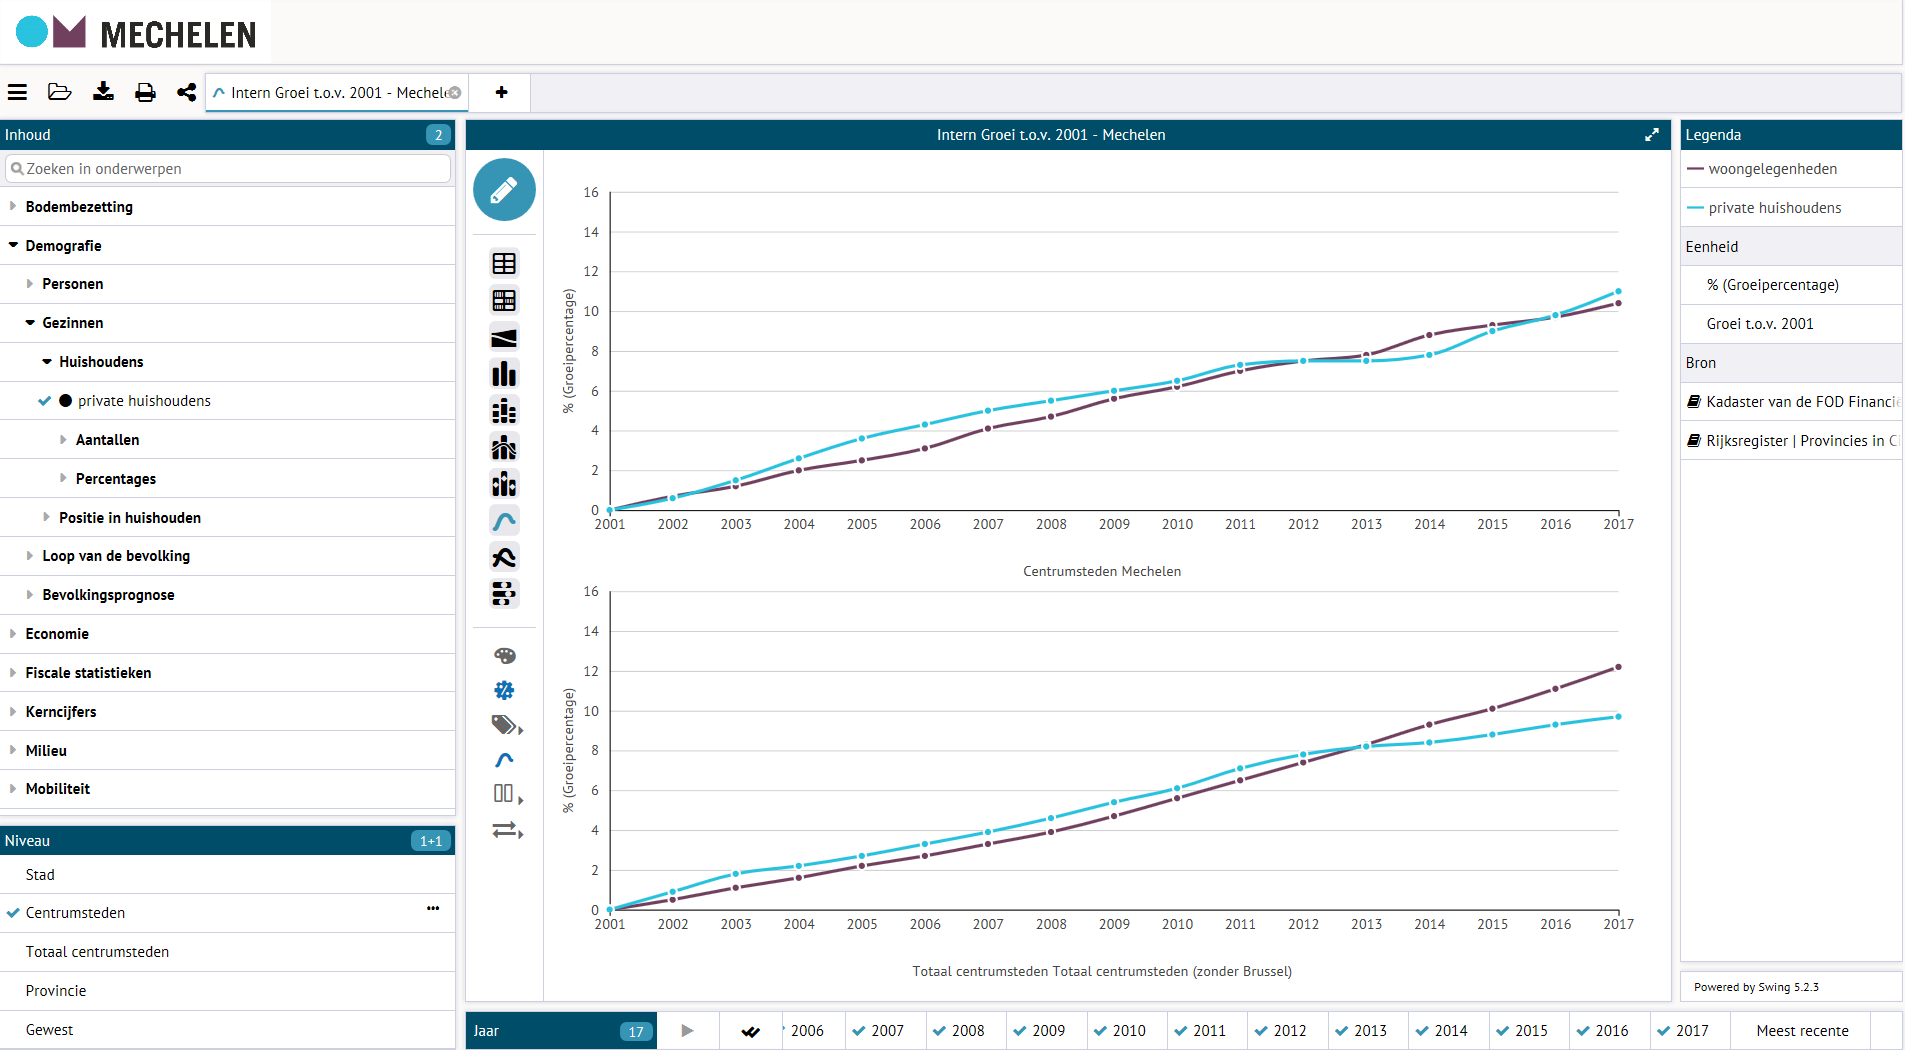 MECHELEN
Intern Groei t.o.v. 2001 - Mechele
Inhoud
2
Zoeken in onderwerpen
Bodembezetting
Demografie
Personen
Gezinnen
Huishoudens
private huishoudens
Aantallen
Percentages
Positie in huishouden
Loop van de bevolking
Bevolkingsprognose
Economie
Fiscale statistieken
Kerncijfers
Milieu
Mobiliteit
Niveau
1+1
Stad
Centrumsteden
Totaal centrumsteden
Provincie
Gewest
Intern Groei t.o.v. 2001 - Mechelen
% (Groeipercentage)
16
14
12
10
8
6
4
2
0
2001 2002 2003 2004 2005 2006 2007 2008 2009 2010 2011 2012 2013 2014 2015 2016 2017
Centrumsteden Mechelen
% (Groeipercentage)
16
14
12
10
8
6
4
2
0
2001 2002 2003 2004 2005 2006 2007 2008 2009 2010 2011 2012 2013 2014 2015 2016 2017
Totaal centrumsteden Totaal centrumsteden (zonder Brussel)
Jaar
17
2006 2007 2008 2009 2010 2011 2012 2013 2014 2015 2016 2017 Meest recente
Legenda
woongelegenheden
private huishoudens
Eenheid
% (Groeipercentage)
Groei t.o.v. 2001
Bron
Kadaster van de FOD Financië
Rijksregister | Provincies in Ci
Powered by Swing 5.2.3